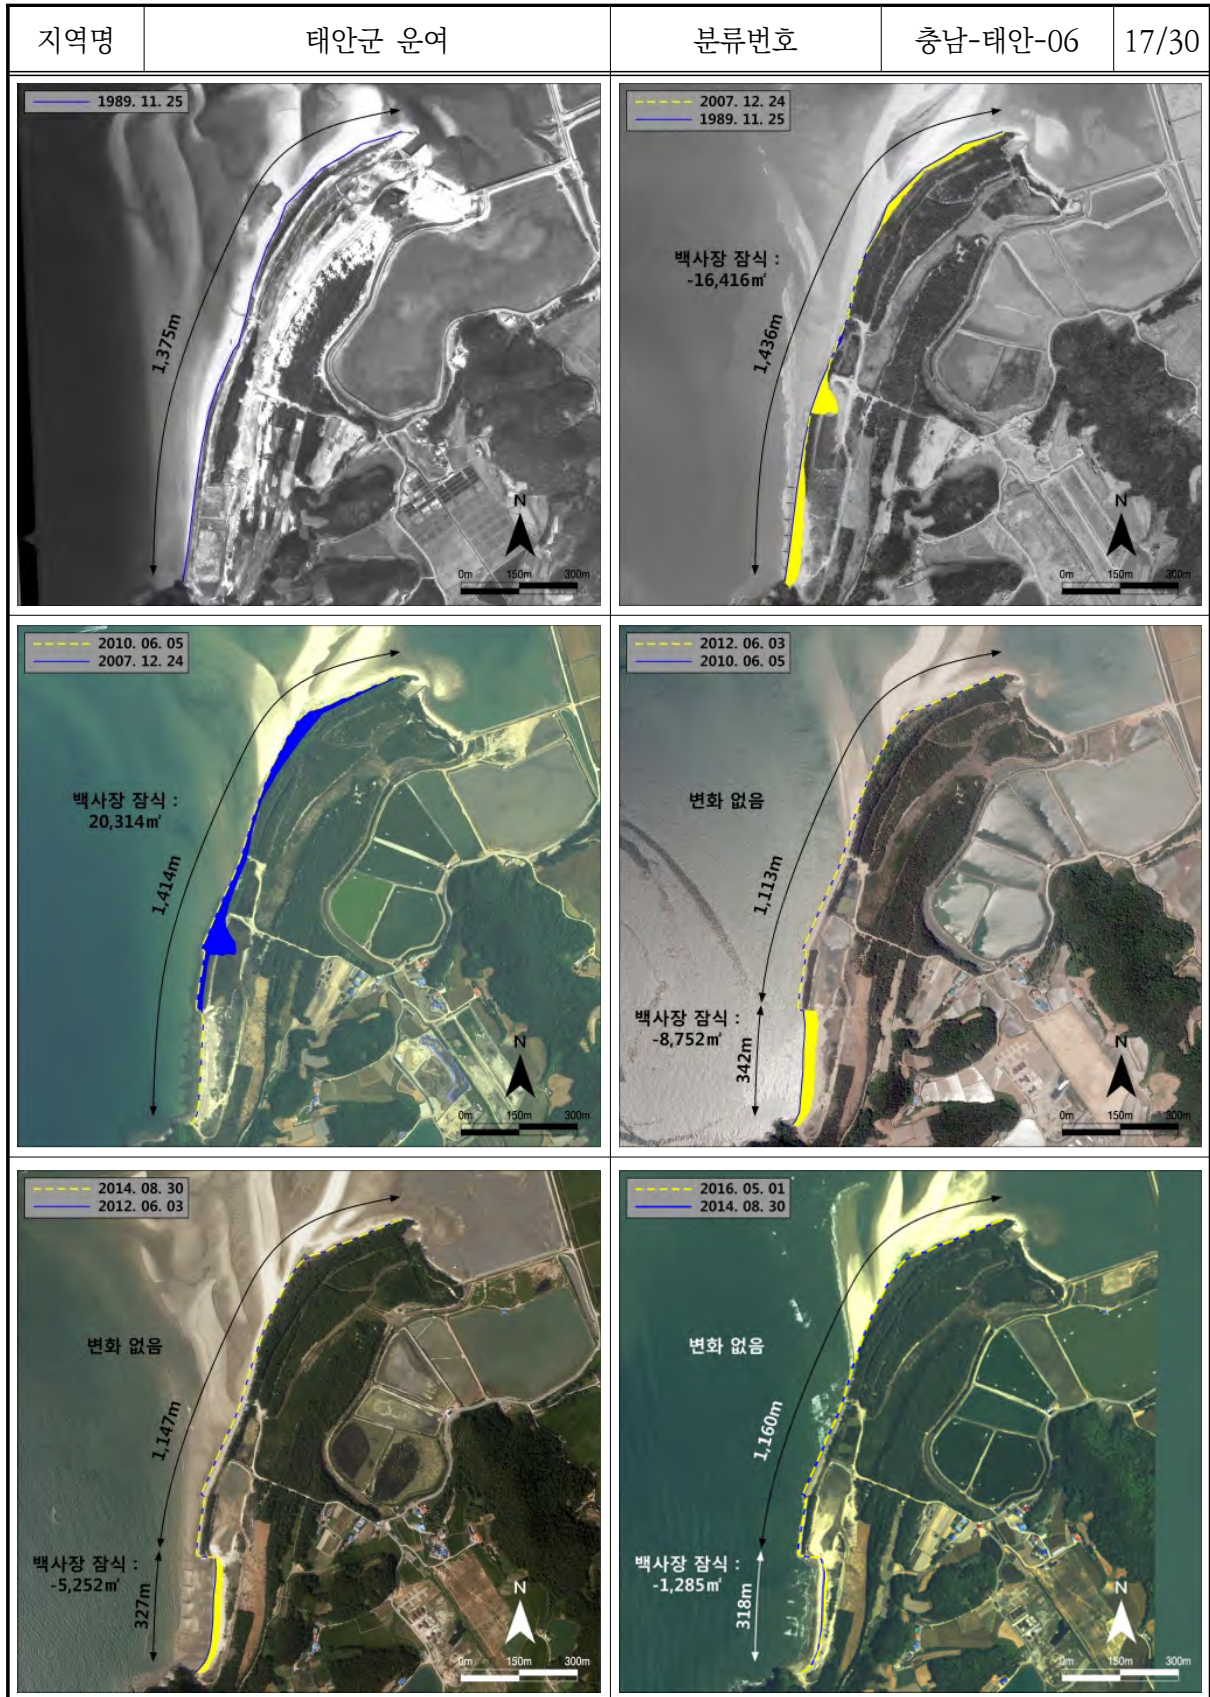 지역명 태안군 운여 분류번호 충남-태안-06 17/30
1989. 11. 25
1,375m
N
0m 150m 300m
2007. 12. 24
1989. 11. 25
백사장 잠식 :
-16,416㎡
1,436m
N
0m 150m 300m
2010. 06. 05
2007. 12. 24
백사장 잠식 :
20,314㎡
1,414m
N
0m 150m 300m
2012. 06. 03
2010. 06. 05
변화 없음
1,113m
백사장 잠식 :
-8,752㎡
342m
N
0m 150m 300m
2014. 08. 30
2012. 06. 03
변화 없음
1,147m
백사장 잠식 :
-5,252㎡
327m
N
0m 150m 300m
2016. 05. 01
2014. 08. 30
변화 없음
1,160m
백사장 잠식 :
-1,285㎡
318m
N
0m 150m 300m